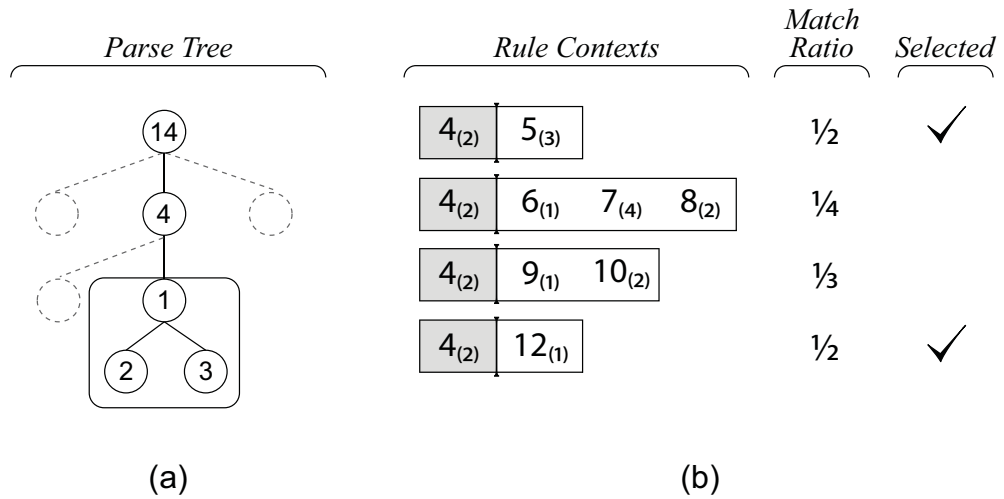 Parse Tree Rule Contexts Match Ratio Selected
14
4
1
2 3
4(2) 5(3) ½
4(2) 6(1) 7(4) 8(2) ¼
4(2) 9(1) 10(2) ⅓
4(2) 12(1) ½
(a) (b)